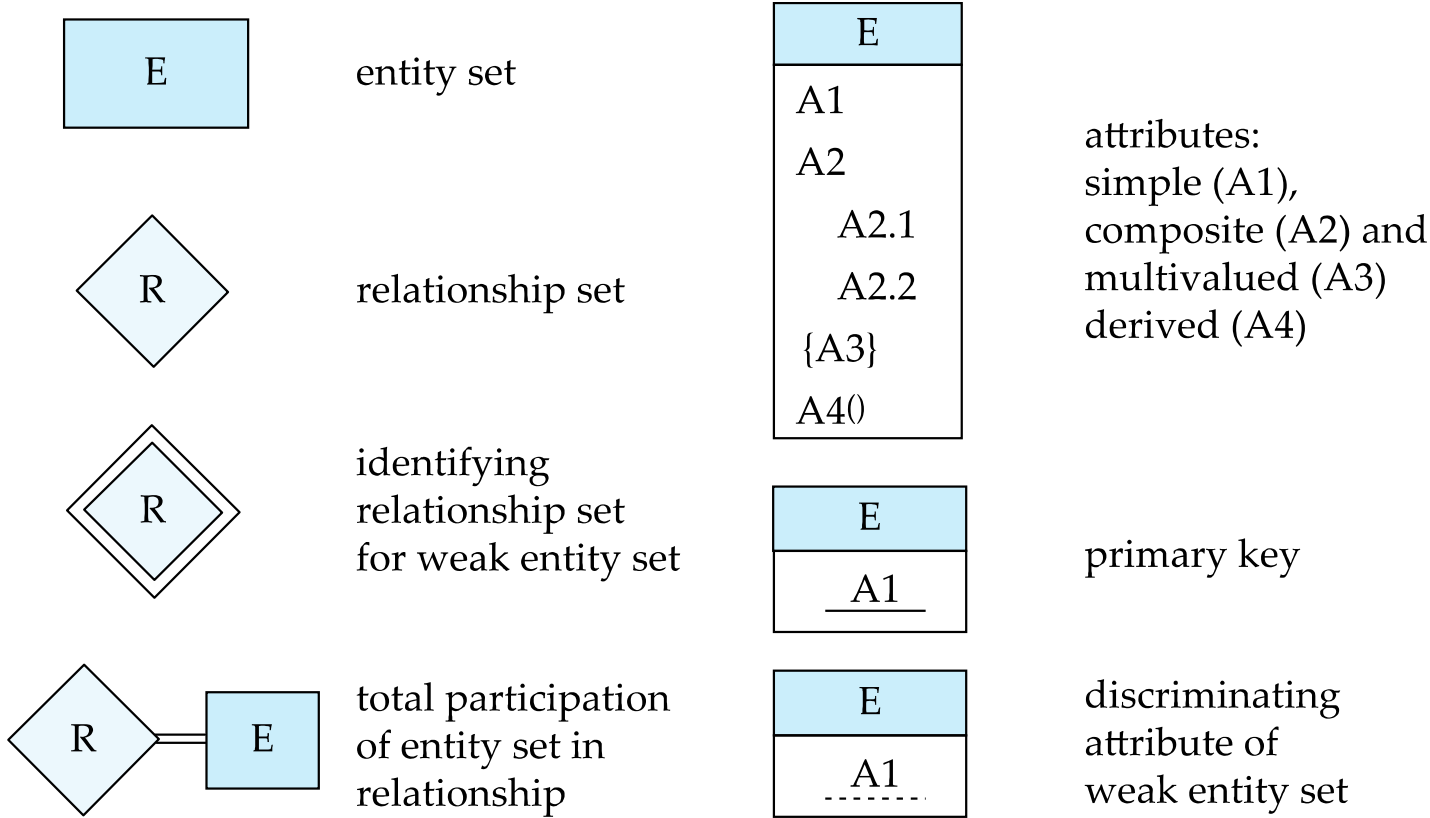 E
entity set
R
relationship set
R
identifying
relationship set
for weak entity set
R
E
total participation
of entity set in
relationship
E
A1
A2
A2.1
A2.2
{A3}
A4()
attributes:
simple (A1),
composite (A2) and
multivalued (A3)
derived (A4)
E
A1
primary key
E
A1
discriminating
attribute of
weak entity set